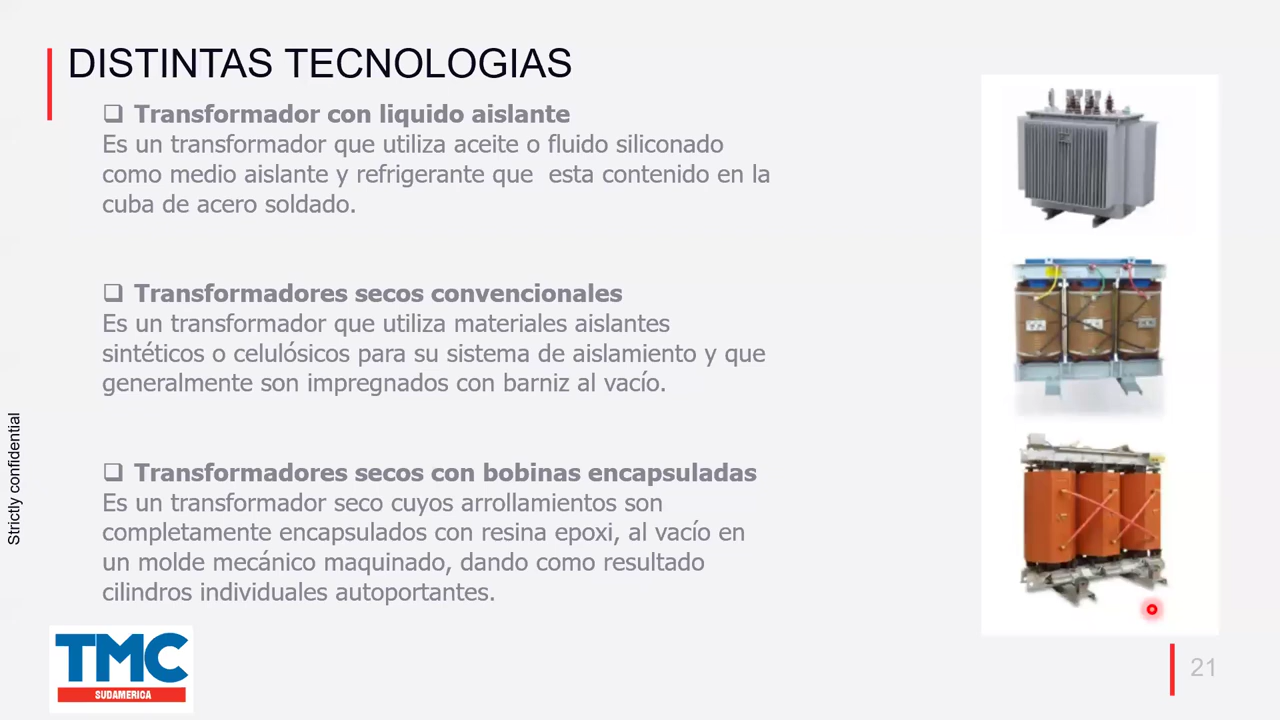 DISTINTAS TECNOLOGIAS
Transformador con liquido aislante
Es un transformador que utiliza aceite o fluido siliconado
como medio aislante y refrigerante que  esta contenido en la
cuba de acero soldado.
Transformadores secos convencionales
Es un transformador que utiliza materiales aislantes
sintéticos o celulósicos para su sistema de aislamiento y que
generalmente son impregnados con barniz al vacío.
Transformadores secos con bobinas encapsuladas
Es un transformador seco cuyos arrollamientos son
completamente encapsulados con resina epoxi, al vacío en
un molde mecánico maquinado, dando como resultado
cilindros individuales autoportantes.
Strictly confidential
TMC
SUDAMERICA
21